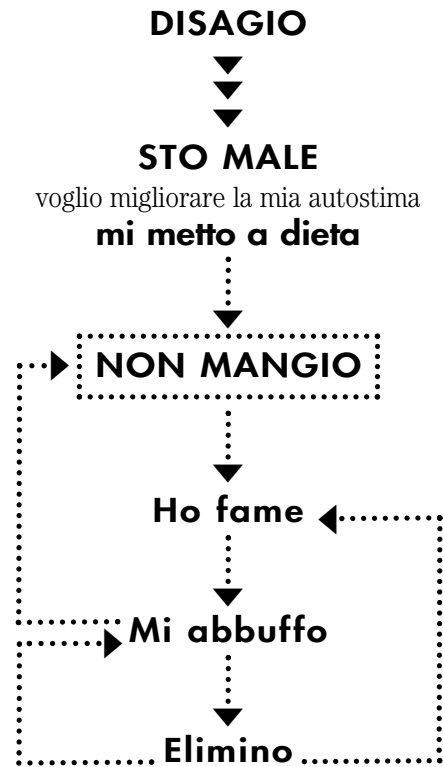 DISAGIO
STO MALE
voglio migliorare la mia autostima
mi metto a dieta
NON MANGIO
Ho fame
Mi abbuffo
Elimino